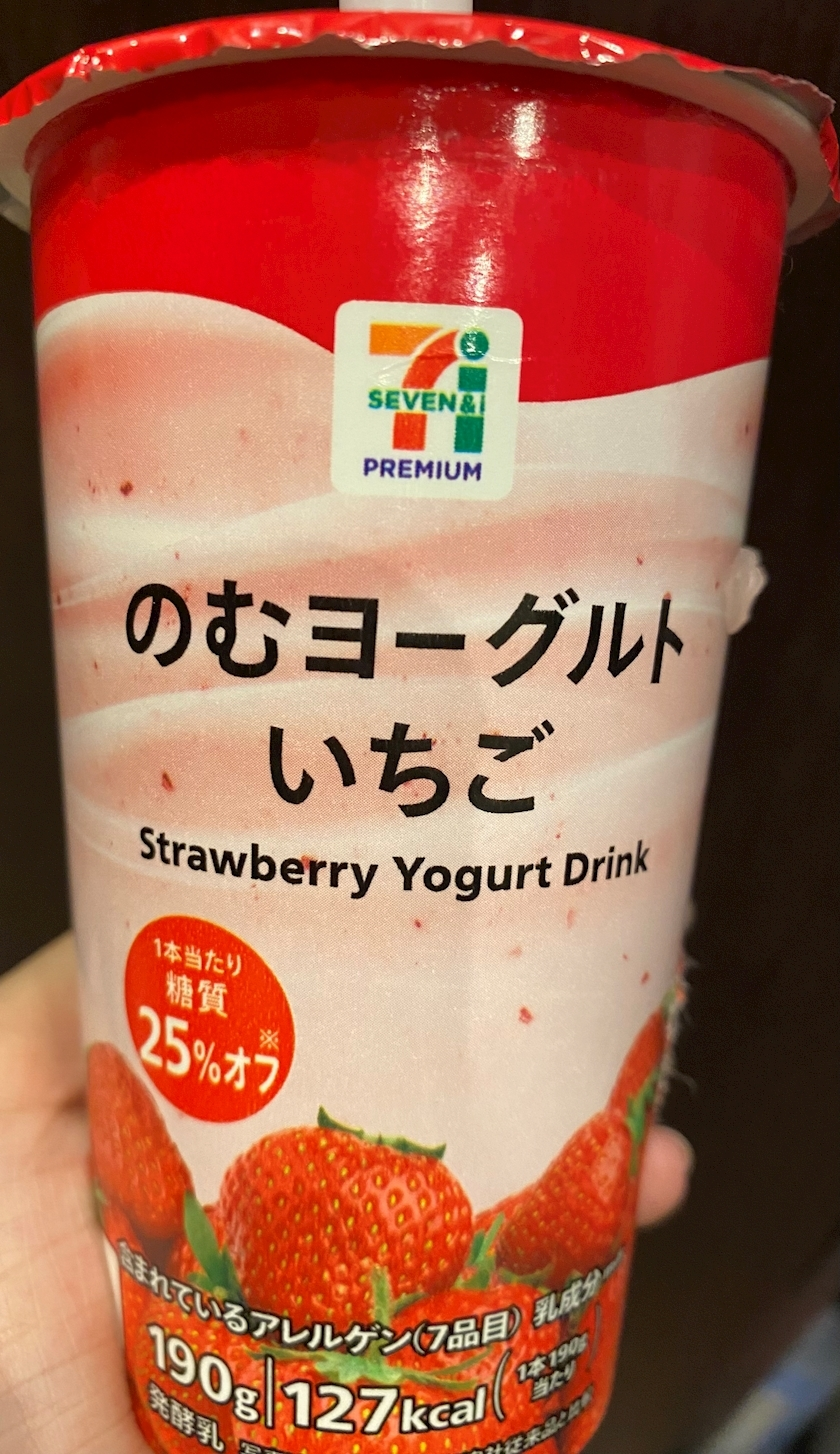 SEVEN&i
PREMIUM
のむヨーグルト
いちご
Strawberry Yogurt Drink
1本当たり
糖質
25%オフ※
含まれているアレルゲン(7品目) 乳成分
190g|127kcal(1本190g当たり)
発酵乳